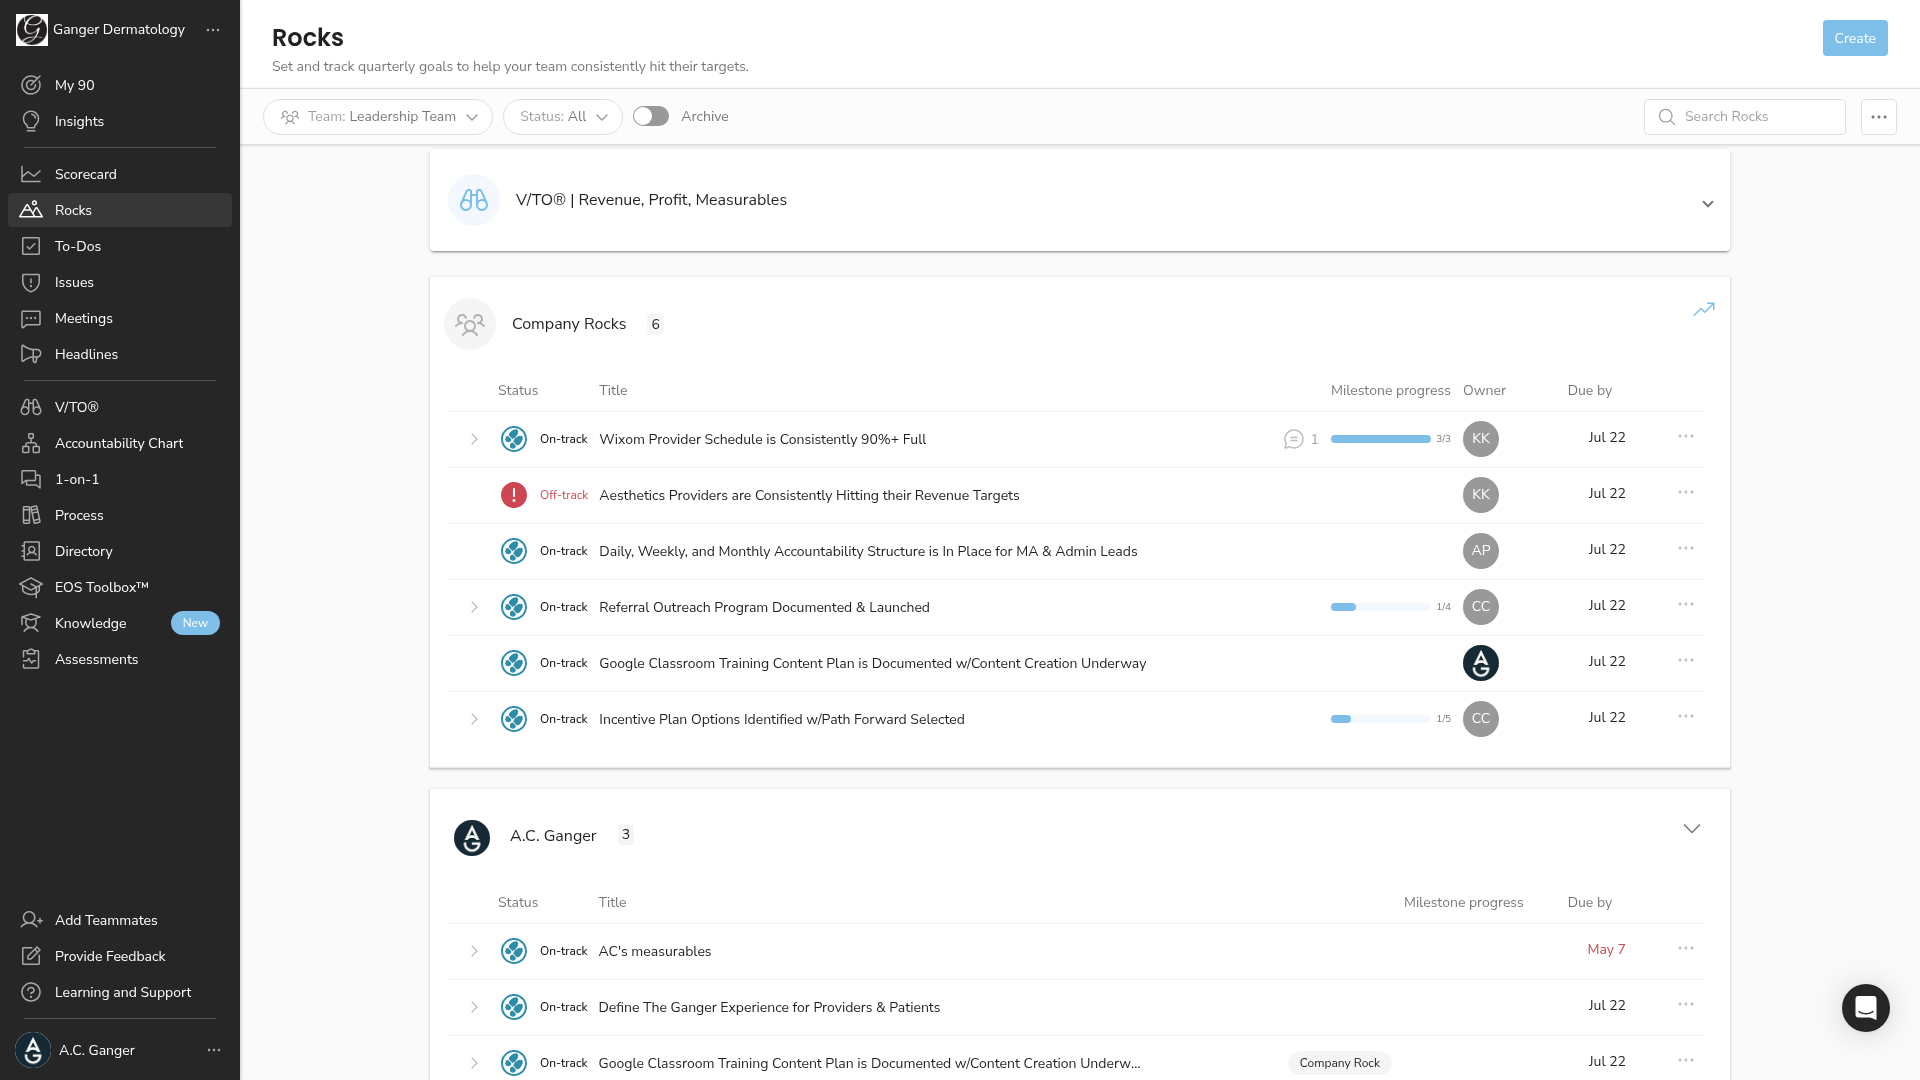 Ganger Dermatology
My 90
Insights
Scorecard
Rocks
To-Dos
Issues
Meetings
Headlines
V/TO®
Accountability Chart
1-on-1
Process
Directory
EOS Toolbox™
Knowledge New
Assessments
Add Teammates
Provide Feedback
Learning and Support
A.C. Ganger
Rocks
Create
Set and track quarterly goals to help your team consistently hit their targets.
Team: Leadership Team Status: All Archive Search Rocks
V/TO® | Revenue, Profit, Measurables
Company Rocks 6
Status Title Milestone progress Owner Due by
On-track Wixom Provider Schedule is Consistently 90%+ Full 1 3/3 KK Jul 22
Off-track Aesthetics Providers are Consistently Hitting their Revenue Targets KK Jul 22
On-track Daily, Weekly, and Monthly Accountability Structure is In Place for MA & Admin Leads AP Jul 22
On-track Referral Outreach Program Documented & Launched 1/4 CC Jul 22
On-track Google Classroom Training Content Plan is Documented w/Content Creation Underway AG Jul 22
On-track Incentive Plan Options Identified w/Path Forward Selected 1/5 CC Jul 22
AG A.C. Ganger 3
Status Title Milestone progress Due by
On-track AC's measurables May 7
On-track Define The Ganger Experience for Providers & Patients Jul 22
On-track Google Classroom Training Content Plan is Documented w/Content Creation Underw... Company Rock Jul 22